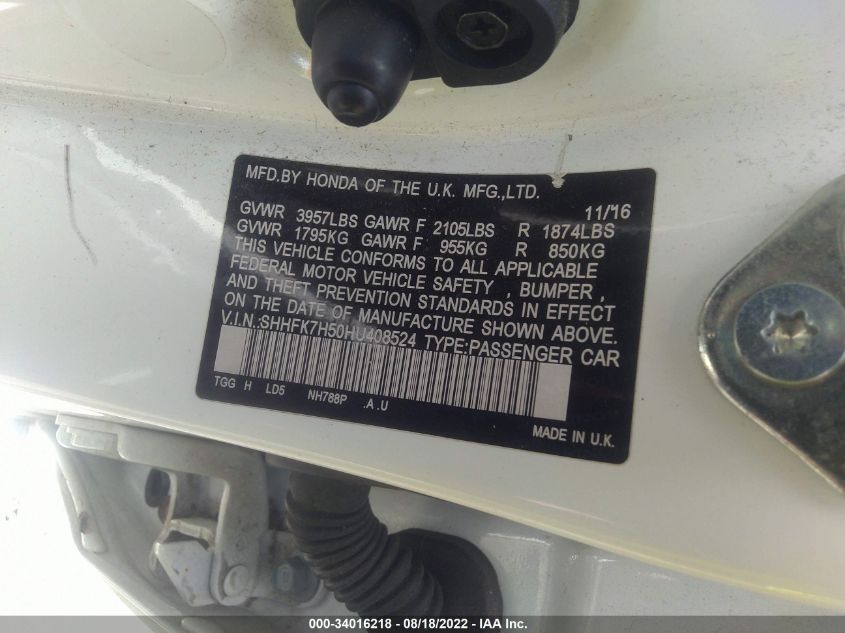 MFD.BY HONDA OF THE U.K. MFG.,LTD.
11/16
GVWR 3957LBS GAWR F 2105LBS R 1874LBS
GVWR 1795KG GAWR F 955KG R 850KG
THIS VEHICLE CONFORMS TO ALL APPLICABLE
FEDERAL MOTOR VEHICLE SAFETY , BUMPER ,
AND THEFT PREVENTION STANDARDS IN EFFECT
ON THE DATE OF MANUFACTURE SHOWN ABOVE.
V.I.N.:SHHFK7H50HU408524 TYPE:PASSENGER CAR
TGG H LD5 NH788P .A.U
MADE IN U.K.
000-34016218 - 08/18/2022 - IAA Inc.